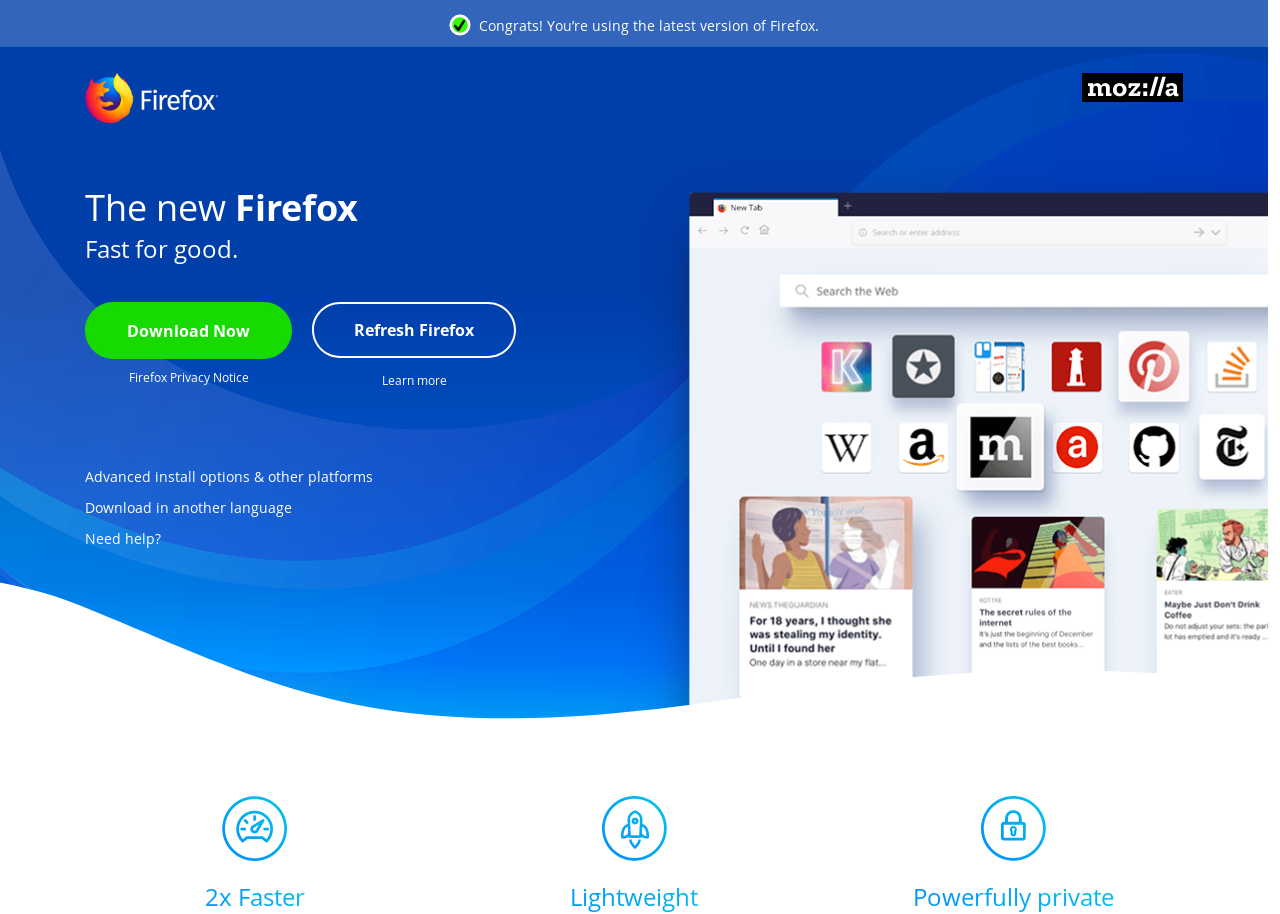 Congrats! You’re using the latest version of Firefox.
Firefox
moz://a
The new Firefox
Fast for good.
Download Now
Refresh Firefox
Firefox Privacy Notice
Learn more
Advanced install options & other platforms
Download in another language
Need help?
New Tab
Search or enter address
Search the Web
K
W
a
m
a
T
NEWS.THEGUARDIAN
For 18 years, I thought she
was stealing my identity.
Until I found her
One day in a store near my flat...
KOTTKE
The secret rules of the
internet
It's just the beginning of December
and the lists of the best books...
EATER
Maybe Just Don't Drink
Coffee
Do not adjust your sets: the par
lot has emptied and it's ready ...
2x Faster
Lightweight
Powerfully private